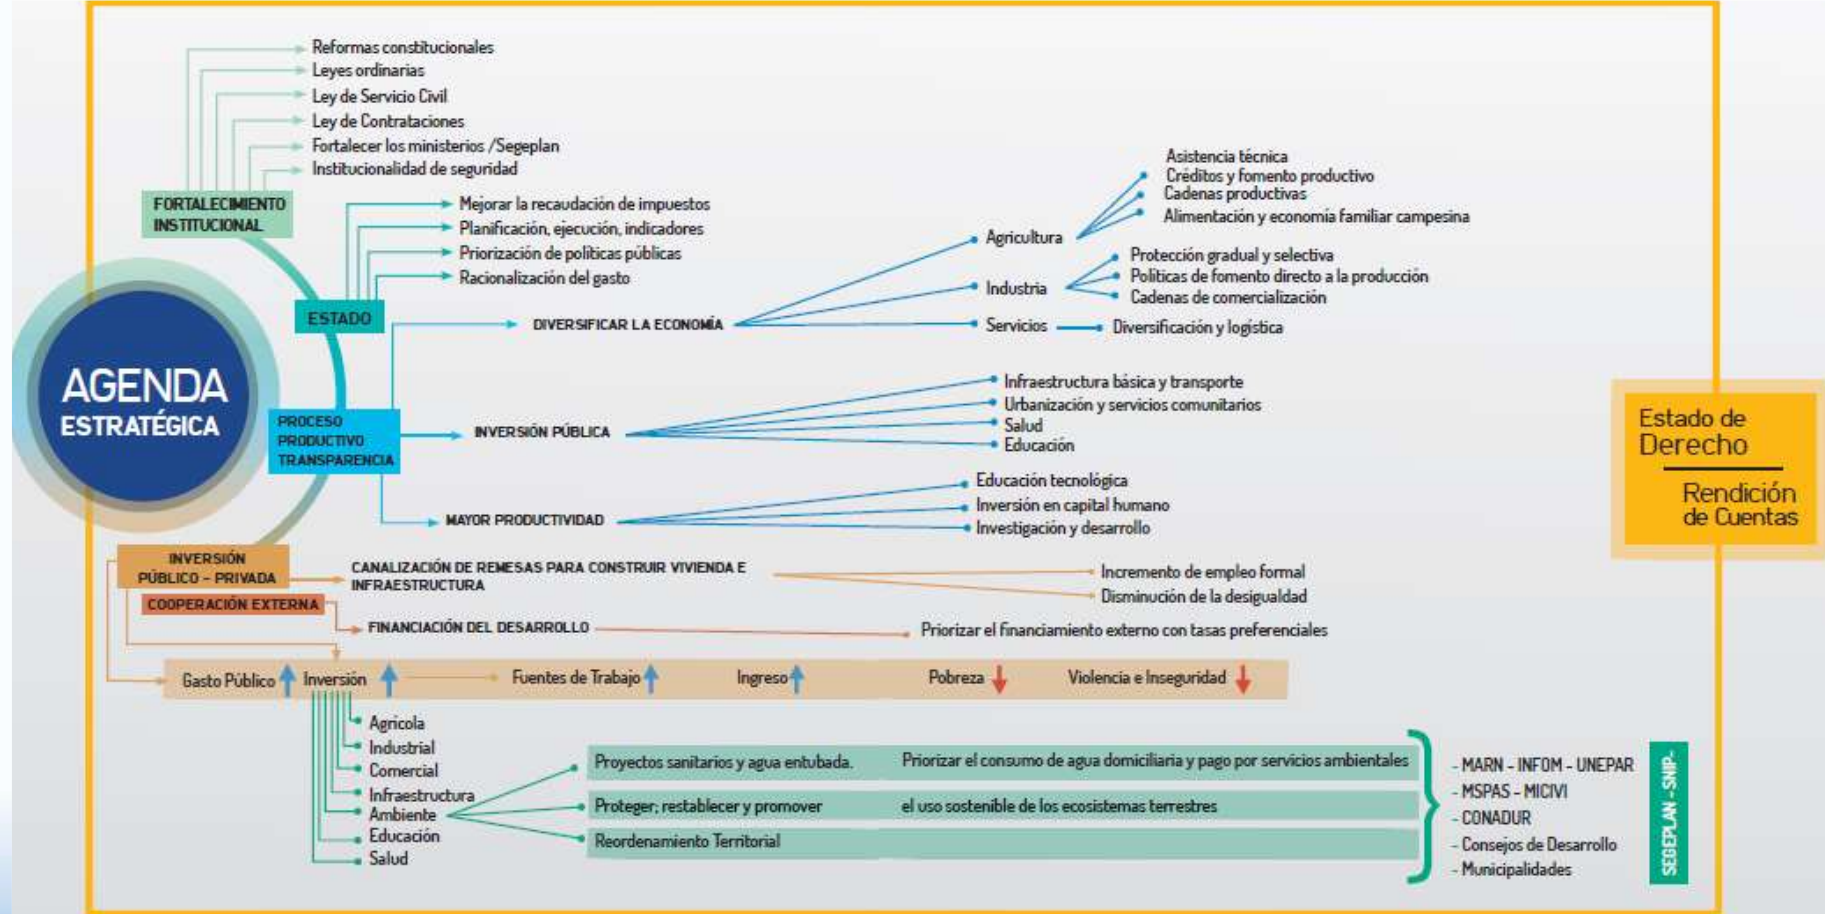 Reformas constitucionales
Leyes ordinarias
Ley de Servicio Civil
Ley de Contrataciones
Fortalecer los ministerios /Segeplan
Institucionalidad de seguridad
FORTALECIMIENTO
INSTITUCIONAL
Mejorar la recaudación de impuestos
Planificación, ejecución, indicadores
Priorización de políticas públicas
Racionalización del gasto
ESTADO
AGENDA
ESTRATÉGICA
PROCESO
PRODUCTIVO
TRANSPARENCIA
DIVERSIFICAR LA ECONOMÍA
Agricultura
Asistencia técnica
Créditos y fomento productivo
Cadenas productivas
Alimentación y economía familiar campesina
Industria
Protección gradual y selectiva
Políticas de fomento directo a la producción
Cadenas de comercialización
Servicios
Diversificación y logística
INVERSIÓN PÚBLICA
Infraestructura básica y transporte
Urbanización y servicios comunitarios
Salud
Educación
MAYOR PRODUCTIVIDAD
Educación tecnológica
Inversión en capital humano
Investigación y desarrollo
Estado de
Derecho
Rendición
de Cuentas
INVERSIÓN
PÚBLICO - PRIVADA
CANALIZACIÓN DE REMESAS PARA CONSTRUIR VIVIENDA E
INFRAESTRUCTURA
Incremento de empleo formal
Disminución de la desigualdad
COOPERACIÓN EXTERNA
FINANCIACIÓN DEL DESARROLLO
Priorizar el financiamiento externo con tasas preferenciales
Gasto Público Inversión Fuentes de Trabajo Ingreso Pobreza Violencia e Inseguridad
Agrícola
Industrial
Comercial
Infraestructura
Ambiente
Educación
Salud
Proyectos sanitarios y agua entubada. Priorizar el consumo de agua domiciliaria y pago por servicios ambientales
Proteger; restablecer y promover el uso sostenible de los ecosistemas terrestres
Reordenamiento Territorial
- MARN - INFOM - UNEPAR
- MSPAS - MICIVI
- CONADUR
- Consejos de Desarrollo
- Municipalidades
SEGEPLAN -SNIP-